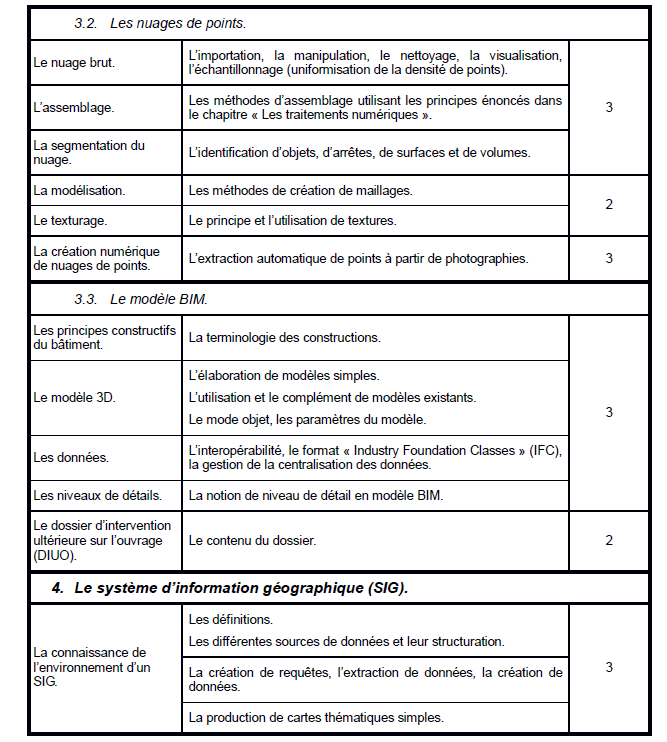 3.2. Les nuages de points.
Le nuage brut.
L'importation, la manipulation, le nettoyage, la visualisation,
l'échantillonnage (uniformisation de la densité de points).
3
L'assemblage.
Les méthodes d'assemblage utilisant les principes énoncés dans
le chapitre « Les traitements numériques ».
La segmentation du
nuage.
L'identification d'objets, d'arrêtes, de surfaces et de volumes.
La modélisation.
Les méthodes de création de maillages.
2
Le texturage.
Le principe et l'utilisation de textures.
La création numérique
de nuages de points.
L'extraction automatique de points à partir de photographies.
3
3.3. Le modèle BIM.
Les principes constructifs
du bâtiment.
La terminologie des constructions.
3
Le modèle 3D.
L'élaboration de modèles simples.
L'utilisation et le complément de modèles existants.
Le mode objet, les paramètres du modèle.
Les données.
L'interopérabilité, le format « Industry Foundation Classes » (IFC),
la gestion de la centralisation des données.
Les niveaux de détails.
La notion de niveau de détail en modèle BIM.
Le dossier d'intervention
ultérieure sur l'ouvrage
(DIUO).
Le contenu du dossier.
2
4. Le système d'information géographique (SIG).
La connaissance de
l'environnement d'un
SIG.
Les définitions.
Les différentes sources de données et leur structuration.
3
La création de requêtes, l'extraction de données, la création de
données.
La production de cartes thématiques simples.